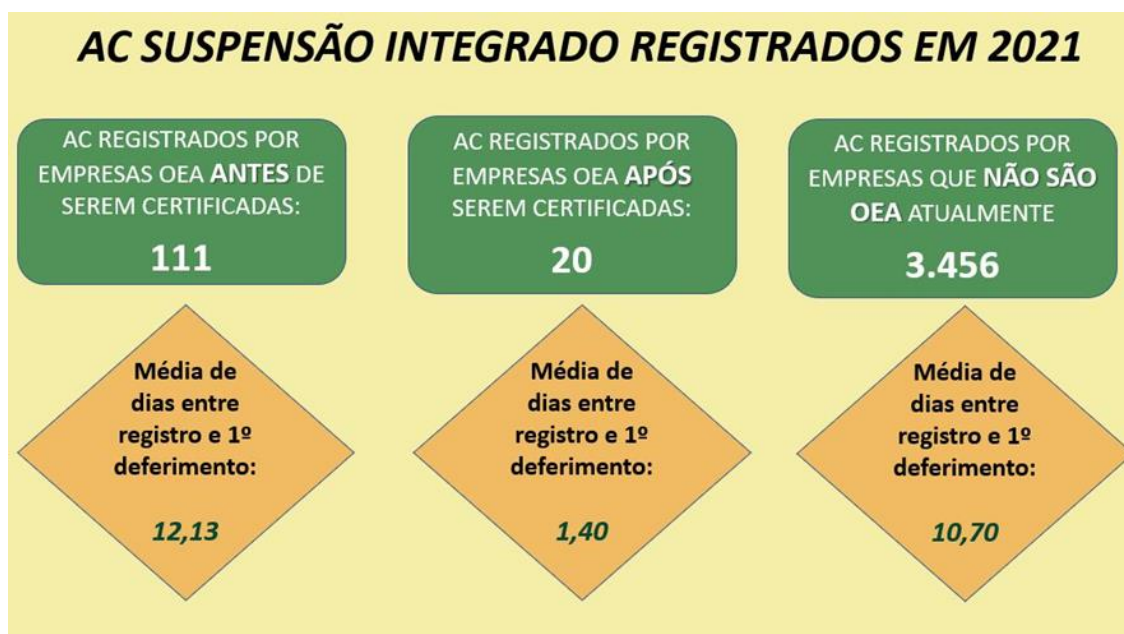 AC SUSPENSÃO INTEGRADO REGISTRADOS EM 2021
AC REGISTRADOS POR
EMPRESAS OEA ANTES DE
SEREM CERTIFICADAS:
111
AC REGISTRADOS POR
EMPRESAS OEA APÓS
SEREM CERTIFICADAS:
20
AC REGISTRADOS POR
EMPRESAS QUE NÃO SÃO
OEA ATUALMENTE
3.456
Média de
dias entre
registro e 1º
deferimento:
12,13
Média de
dias entre
registro e 1º
deferimento:
1,40
Média de
dias entre
registro e 1º
deferimento:
10,70